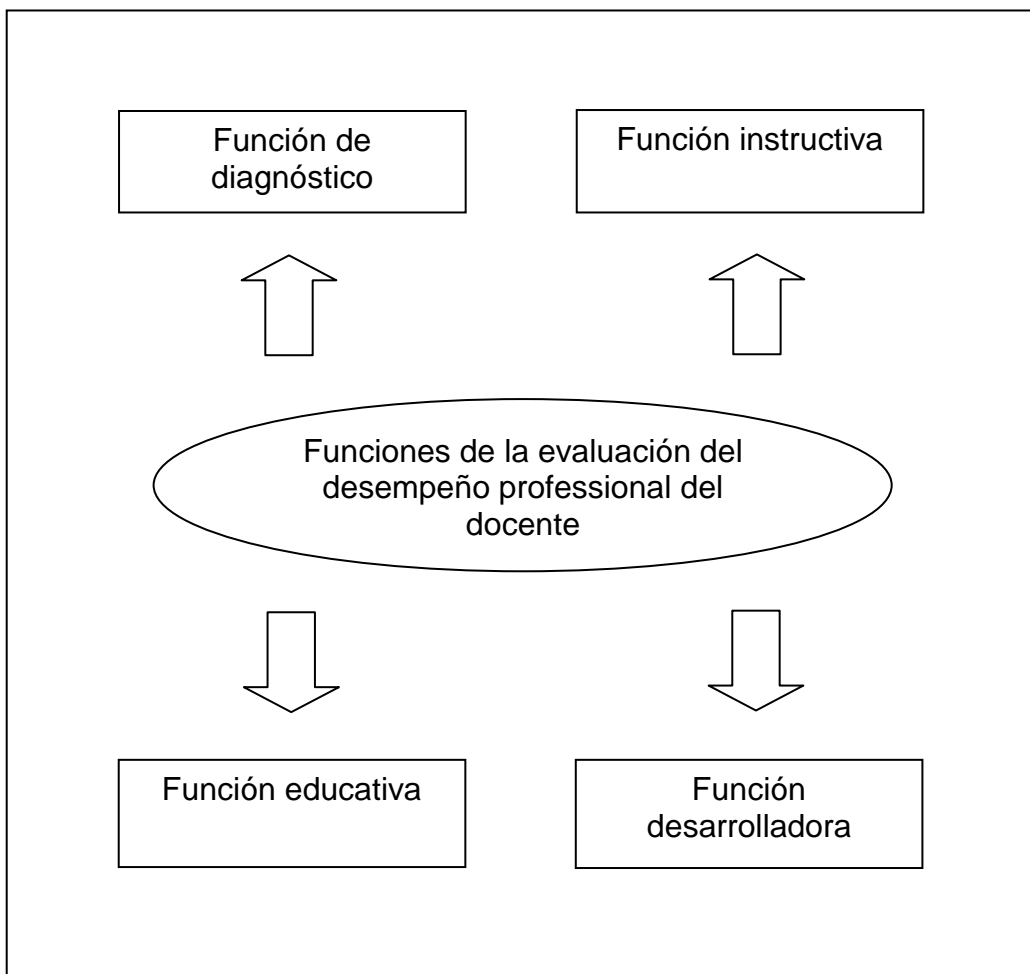 Función de
diagnóstico
Función instructiva
Funciones de la evaluación del
desempeño professional del
docente
Función educativa
Función
desarrolladora